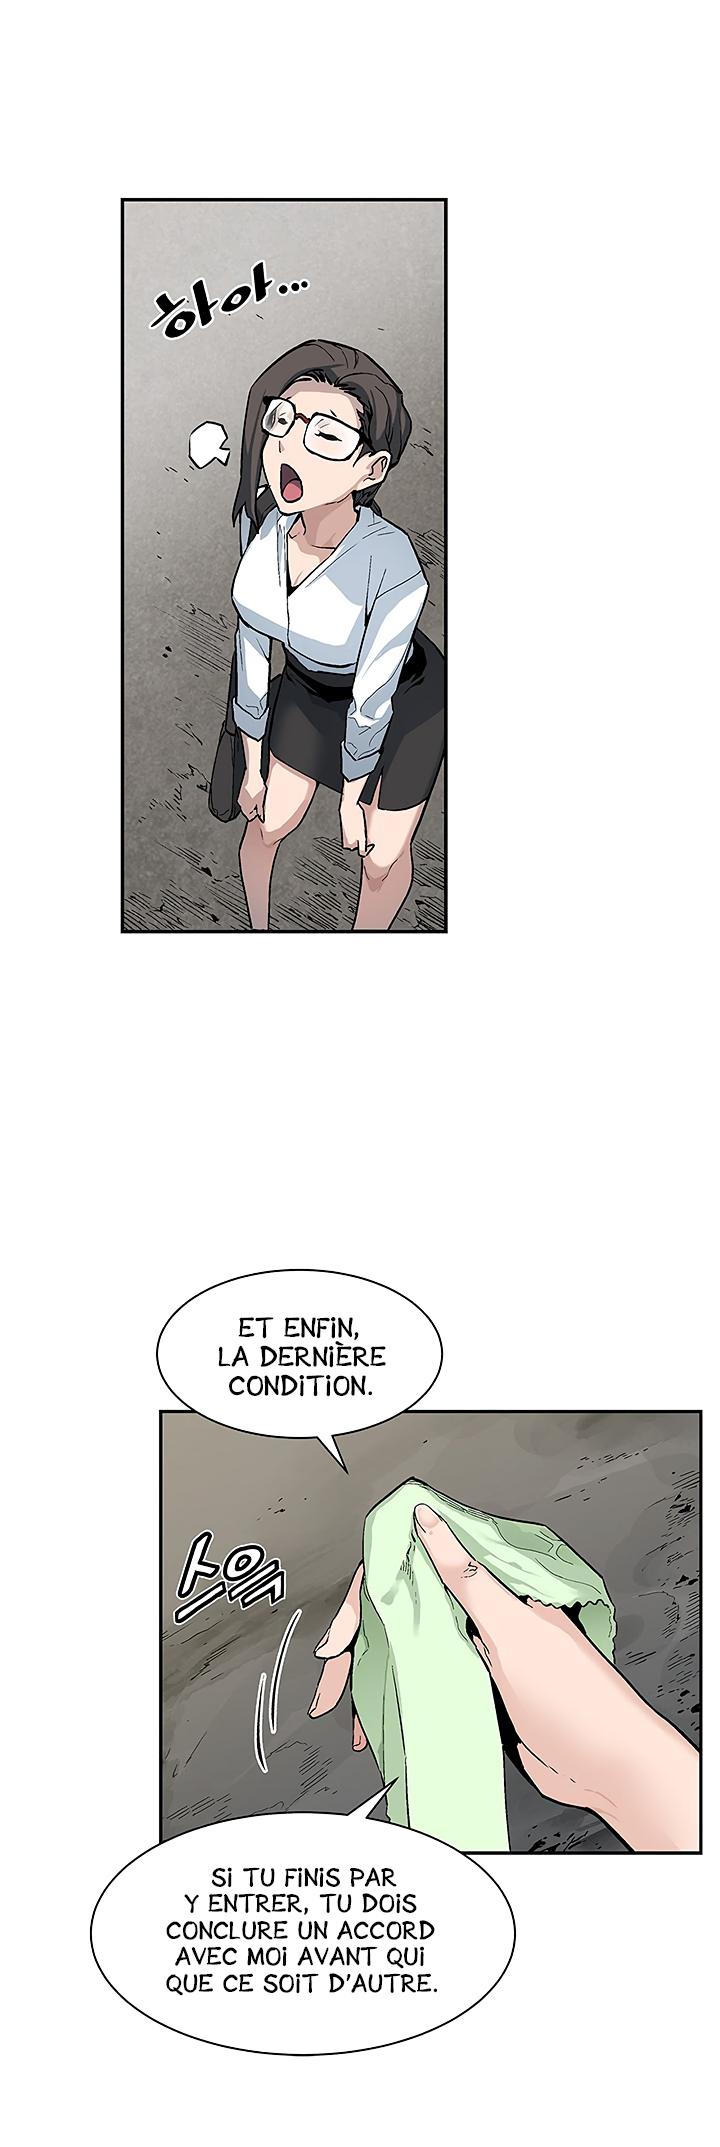 하아...
ET ENFiN,
LA DERNiÈRE
CONDiTiON.
스윽
Si TU FiNiS PAR
Y ENTRER, TU DOiS
CONCLURE UN ACCORD
AVEC MOi AVANT QUi
QUE CE SOiT D'AUTRE.